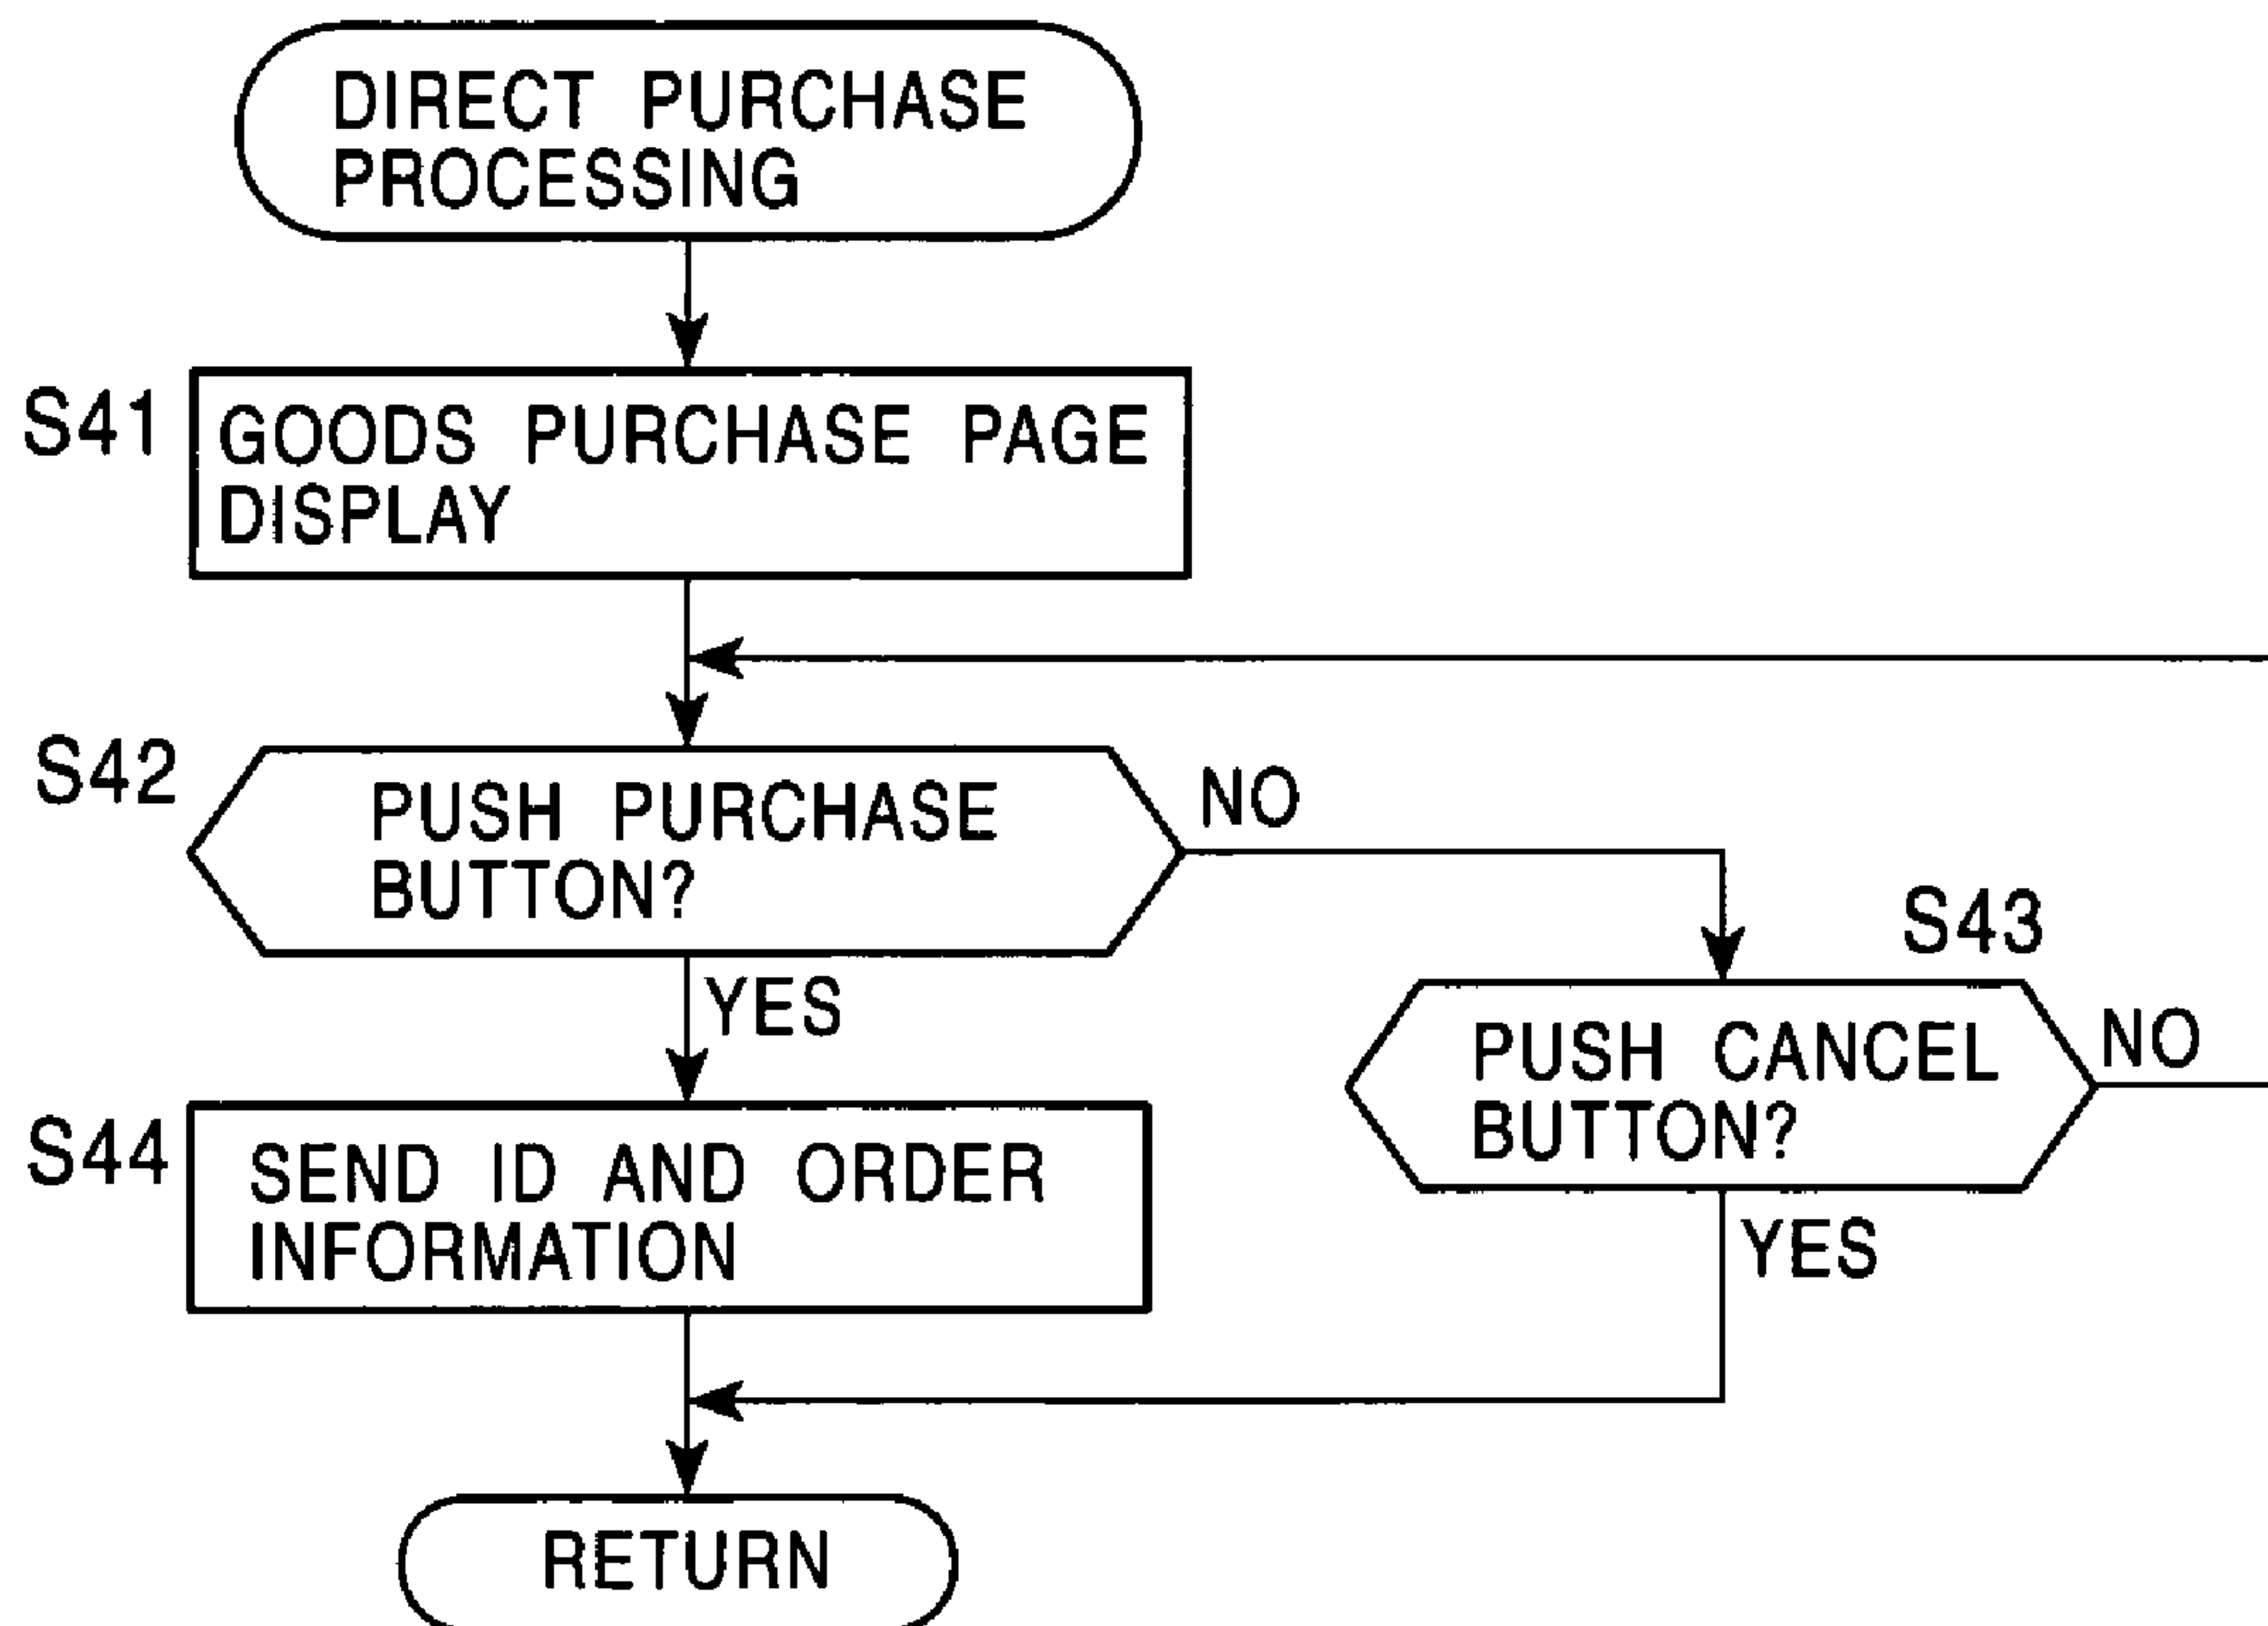 DIRECT PURCHASE
PROCESSING
S41
GOODS PURCHASE PAGE
DISPLAY
S42
PUSH PURCHASE
BUTTON?
NO
YES
S43
PUSH CANCEL
BUTTON?
NO
YES
S44
SEND ID AND ORDER
INFORMATION
RETURN